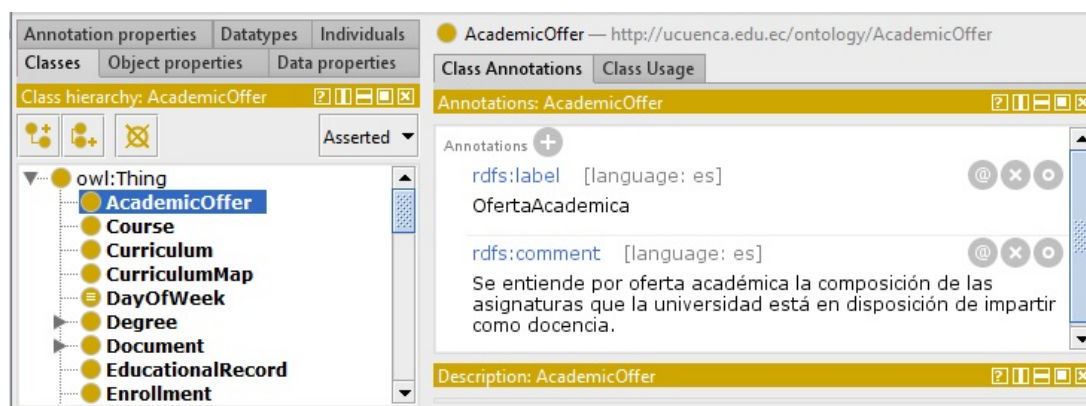 Annotation properties Datatypes Individuals
Classes Object properties Data properties
Class hierarchy: AcademicOffer
Asserted
owl:Thing
AcademicOffer
Course
Curriculum
CurriculumMap
DayOfWeek
Degree
Document
EducationalRecord
Enrollment
AcademicOffer — http://ucuenca.edu.ec/ontology/AcademicOffer
Class Annotations Class Usage
Annotations: AcademicOffer
Annotations
rdfs:label [language: es]
OfertaAcademica
rdfs:comment [language: es]
Se entiende por oferta académica la composición de las
asignaturas que la universidad está en disposición de impartir
como docencia.
Description: AcademicOffer